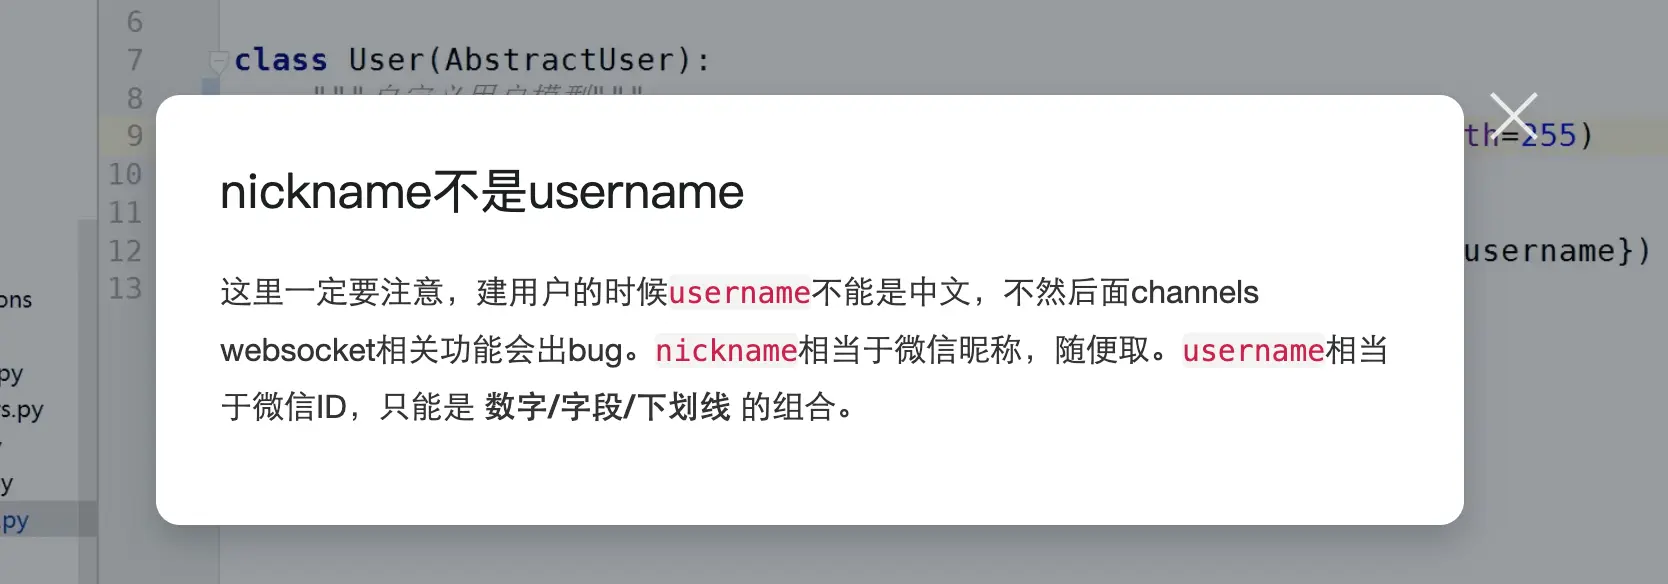 6
7 class User(AbstractUser):
8 """自定义用户模型"""
9 th=255)
10
11
12 username})
13
nickname不是username
这里一定要注意，建用户的时候username不能是中文，不然后面channels
websocket相关功能会出bug。nickname相当于微信昵称，随便取。username相当
于微信ID，只能是 数字/字段/下划线 的组合。
ons
py
s.py
y
py